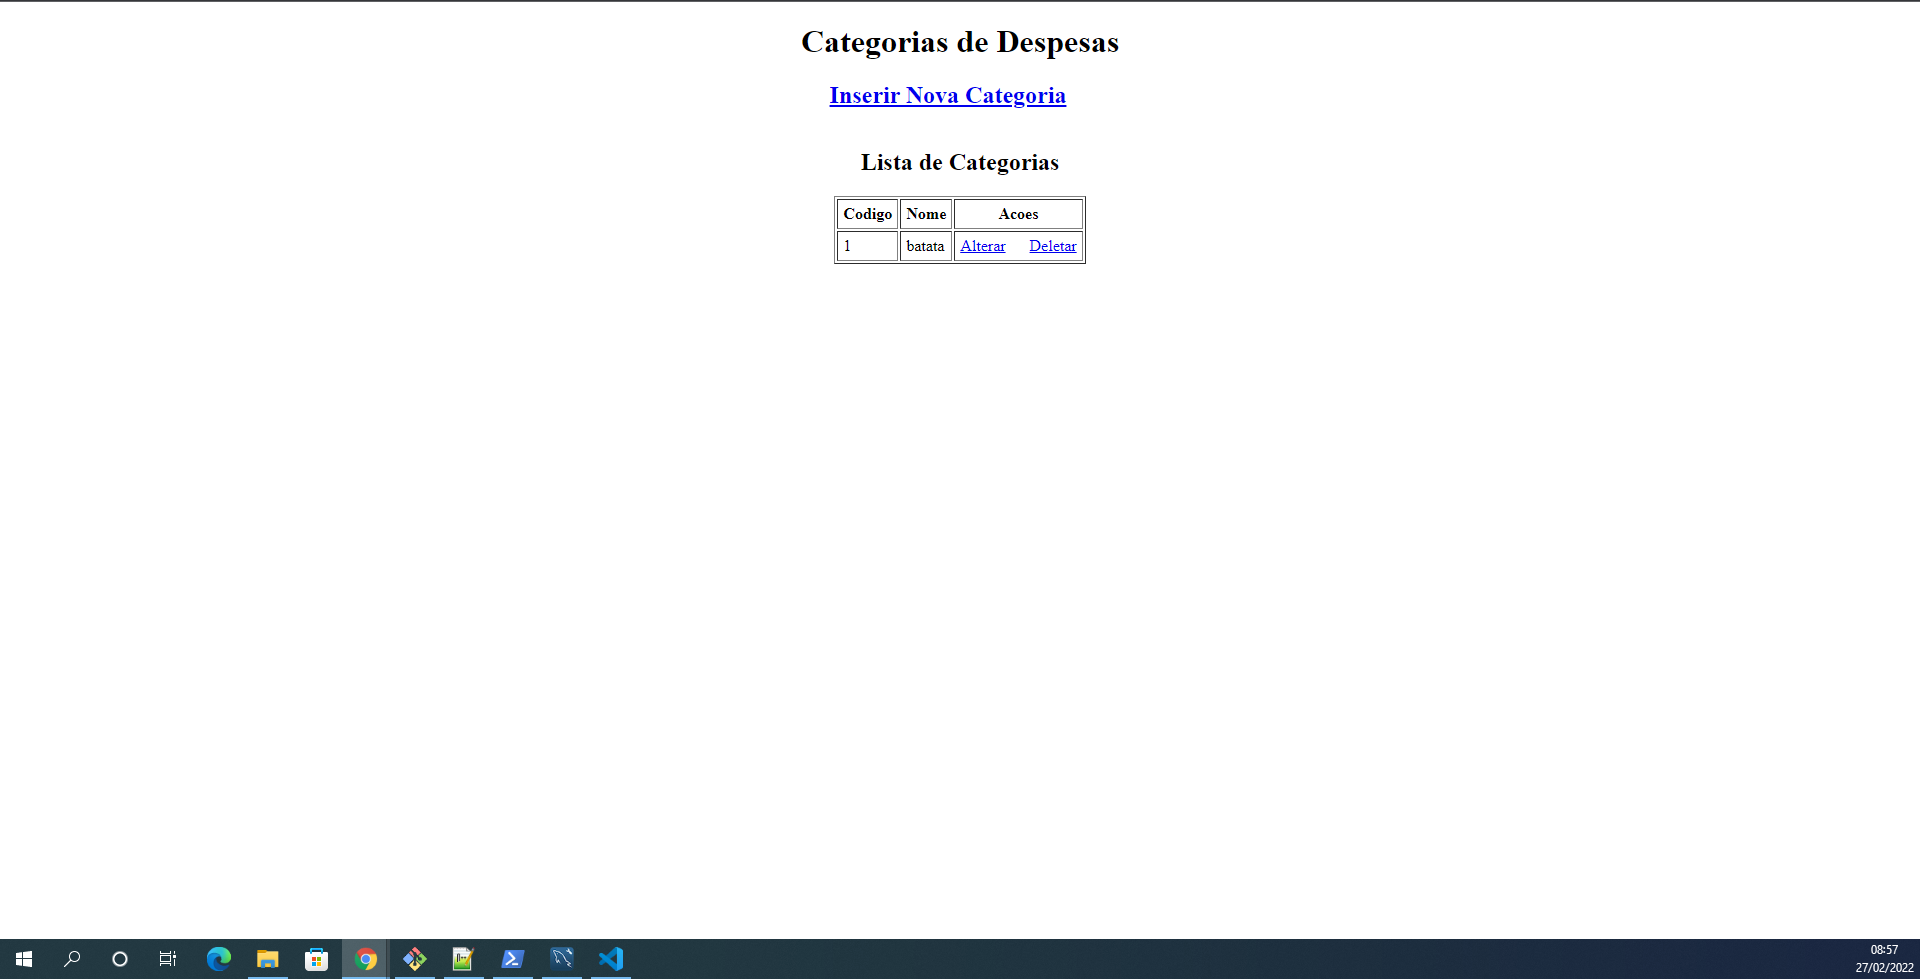 Categorias de Despesas
Inserir Nova Categoria
Lista de Categorias
Codigo Nome Acoes
1 batata Alterar Deletar
08:57
27/02/2022